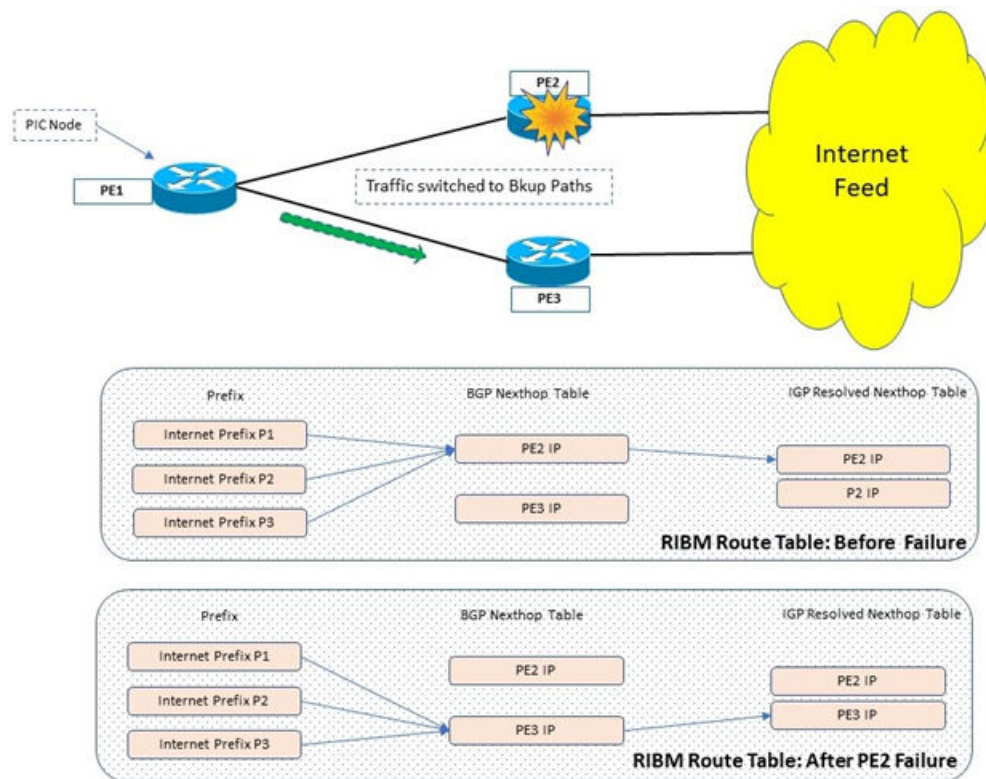 PE2
PIC Node
Internet
Feed
PE1
Traffic switched to Bkup Paths
PE3
Prefix
BGP Nexthop Table
IGP Resolved Nexthop Table
Internet Prefix P1
PE2 IP
PE2 IP
Internet Prefix P2
P2 IP
Internet Prefix P3
PE3 IP
RIBM Route Table: Before Failure
Prefix
BGP Nexthop Table
IGP Resolved Nexthop Table
Internet Prefix P1
PE2 IP
PE2 IP
Internet Prefix P2
PE3 IP
Internet Prefix P3
PE3 IP
RIBM Route Table: After PE2 Failure